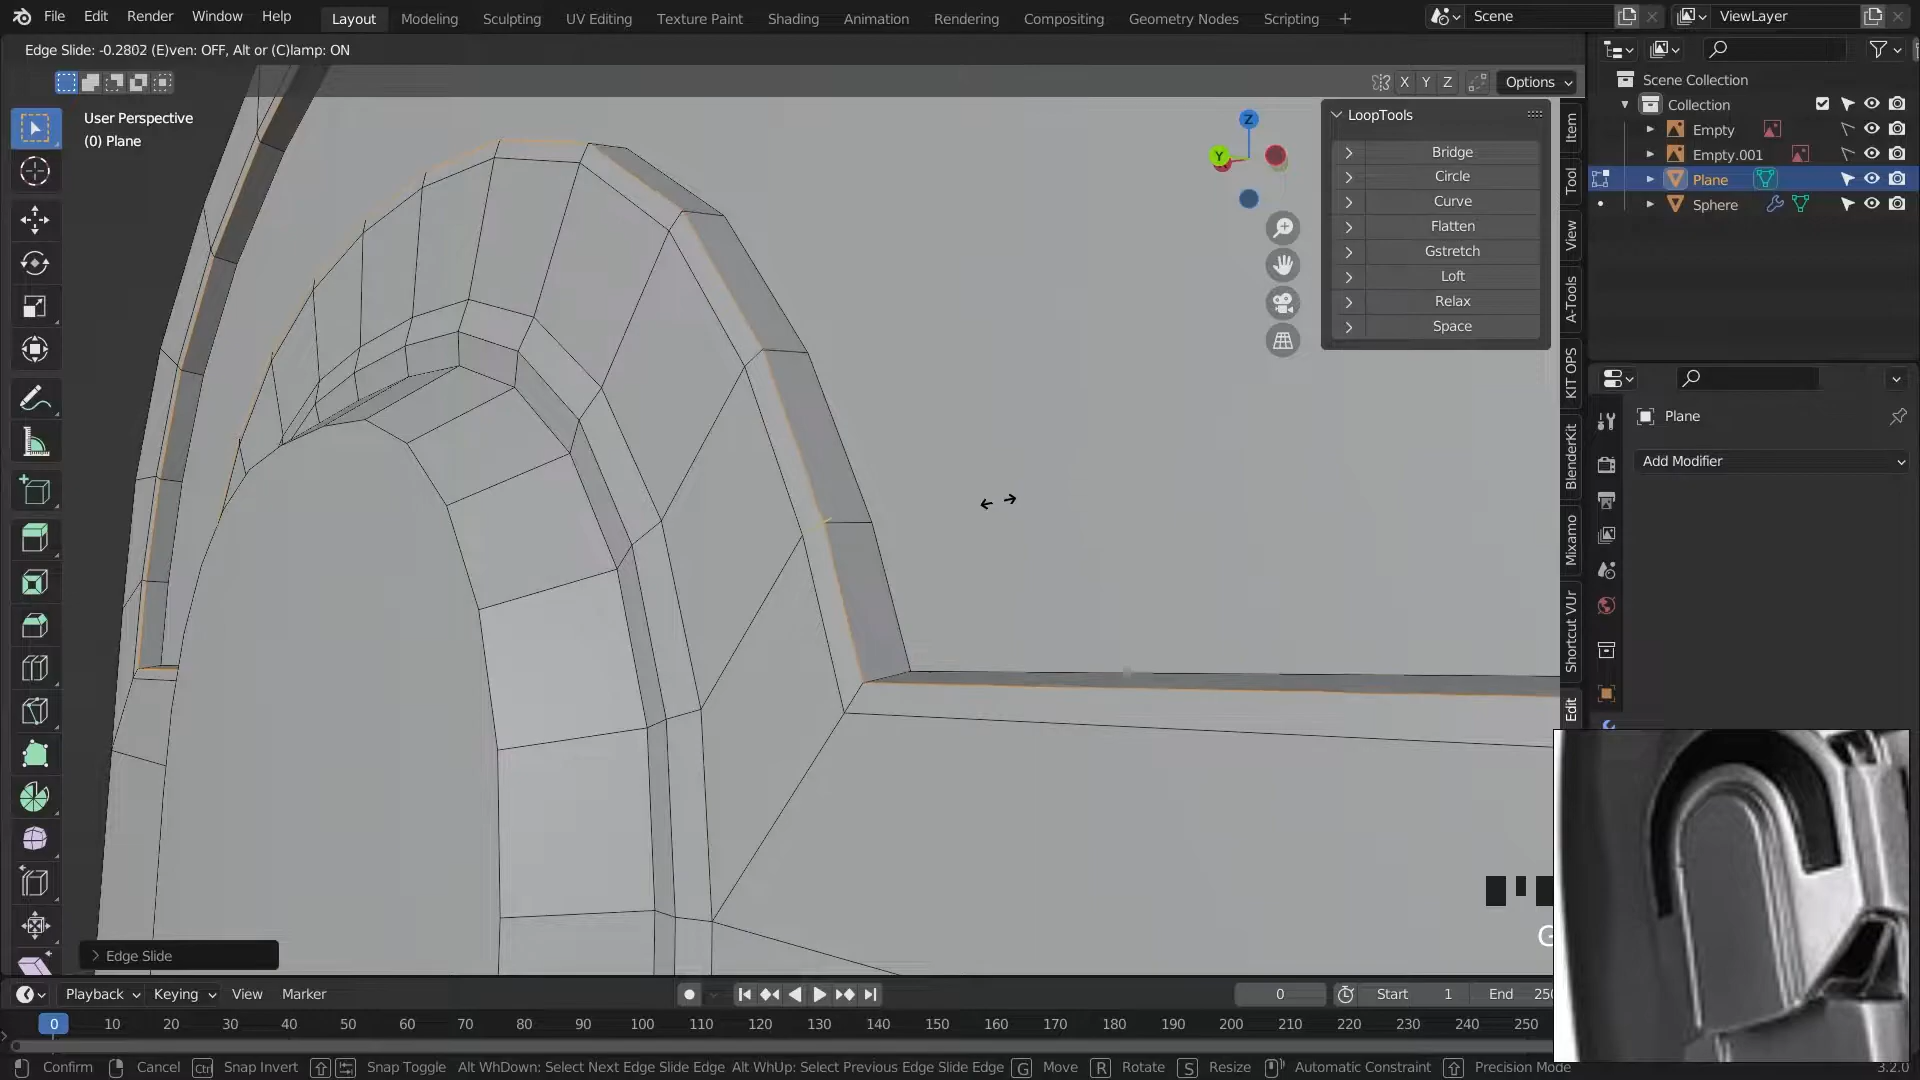 File Edit Render Window Help
Layout Modeling Sculpting UV Editing Texture Paint Shading Animation Rendering Compositing Geometry Nodes Scripting +
Scene
ViewLayer
Edge Slide: -0.2802 (E)ven: OFF, Alt or (C)lamp: ON
X Y Z
Options
User Perspective
(0) Plane
Z
Y
LoopTools
Bridge
Circle
Curve
Flatten
Gstretch
Loft
Relax
Space
Item
Tool
View
A-Tools
KIT OPS
BlenderKit
Mixamo
Shortcut VUr
Edit
Scene Collection
Collection
Empty
Empty.001
Plane
Sphere
Plane
Add Modifier
G
Edge Slide
Playback Keying View Marker
0
Start 1
End 250
0 10 20 30 40 50 60 70 80 90 100 110 120 130 140 150 160 170 180 190 200 210 220 230 240 250
Confirm Cancel Ctrl Snap Invert Snap Toggle Alt WhDown: Select Next Edge Slide Edge Alt WhUp: Select Previous Edge Slide Edge G Move R Rotate S Resize Automatic Constraint Precision Mode
3.2.0